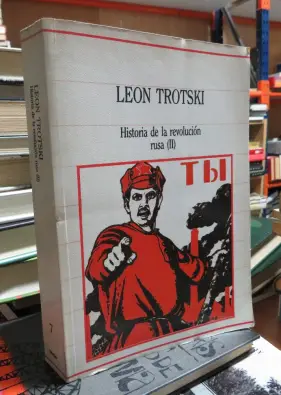 LEON TROTSKI
Historia de la revolución
rusa (II)
ТЫ
LEON TROTSKI
Historia de la revolución rusa (II)
7